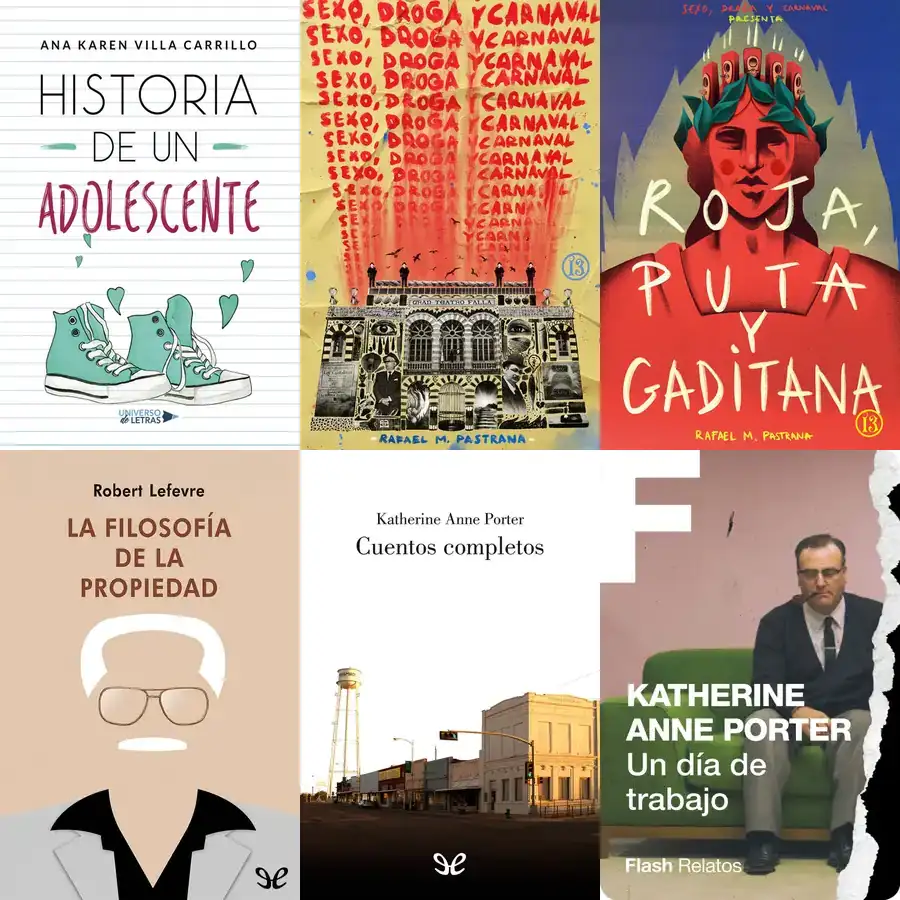 ANA KAREN VILLA CARRILLO
HISTORIA
DE UN
ADOLESCENTE
UNIVERSO
de LETRAS
SEXO, DROGA Y CARNAVAL
SEXO, DROGA Y CARNAVAL
SEXO, DROGA Y CARNAVAL
SEXO, DROGA Y CARNAVAL
SEXO, DROGA Y CARNAVAL
SEXO, DROGA Y CARNAVAL
SEXO, DROGA Y CARNAVAL
SEXO, DROGA Y CARNAVAL
SEXO, DROGA Y CARNAVAL
GRAN TEATRO FALLA
13
RAFAEL M. PASTRANA
SEXO, DROGA Y CARNAVAL
PRESENTA
ROJA,
PUTA
Y
GADITANA
13
RAFAEL M. PASTRANA
Robert Lefevre
LA FILOSOFÍA
DE LA
PROPIEDAD
Katherine Anne Porter
Cuentos completos
F
KATHERINE
ANNE PORTER
Un día de
trabajo
Flash Relatos